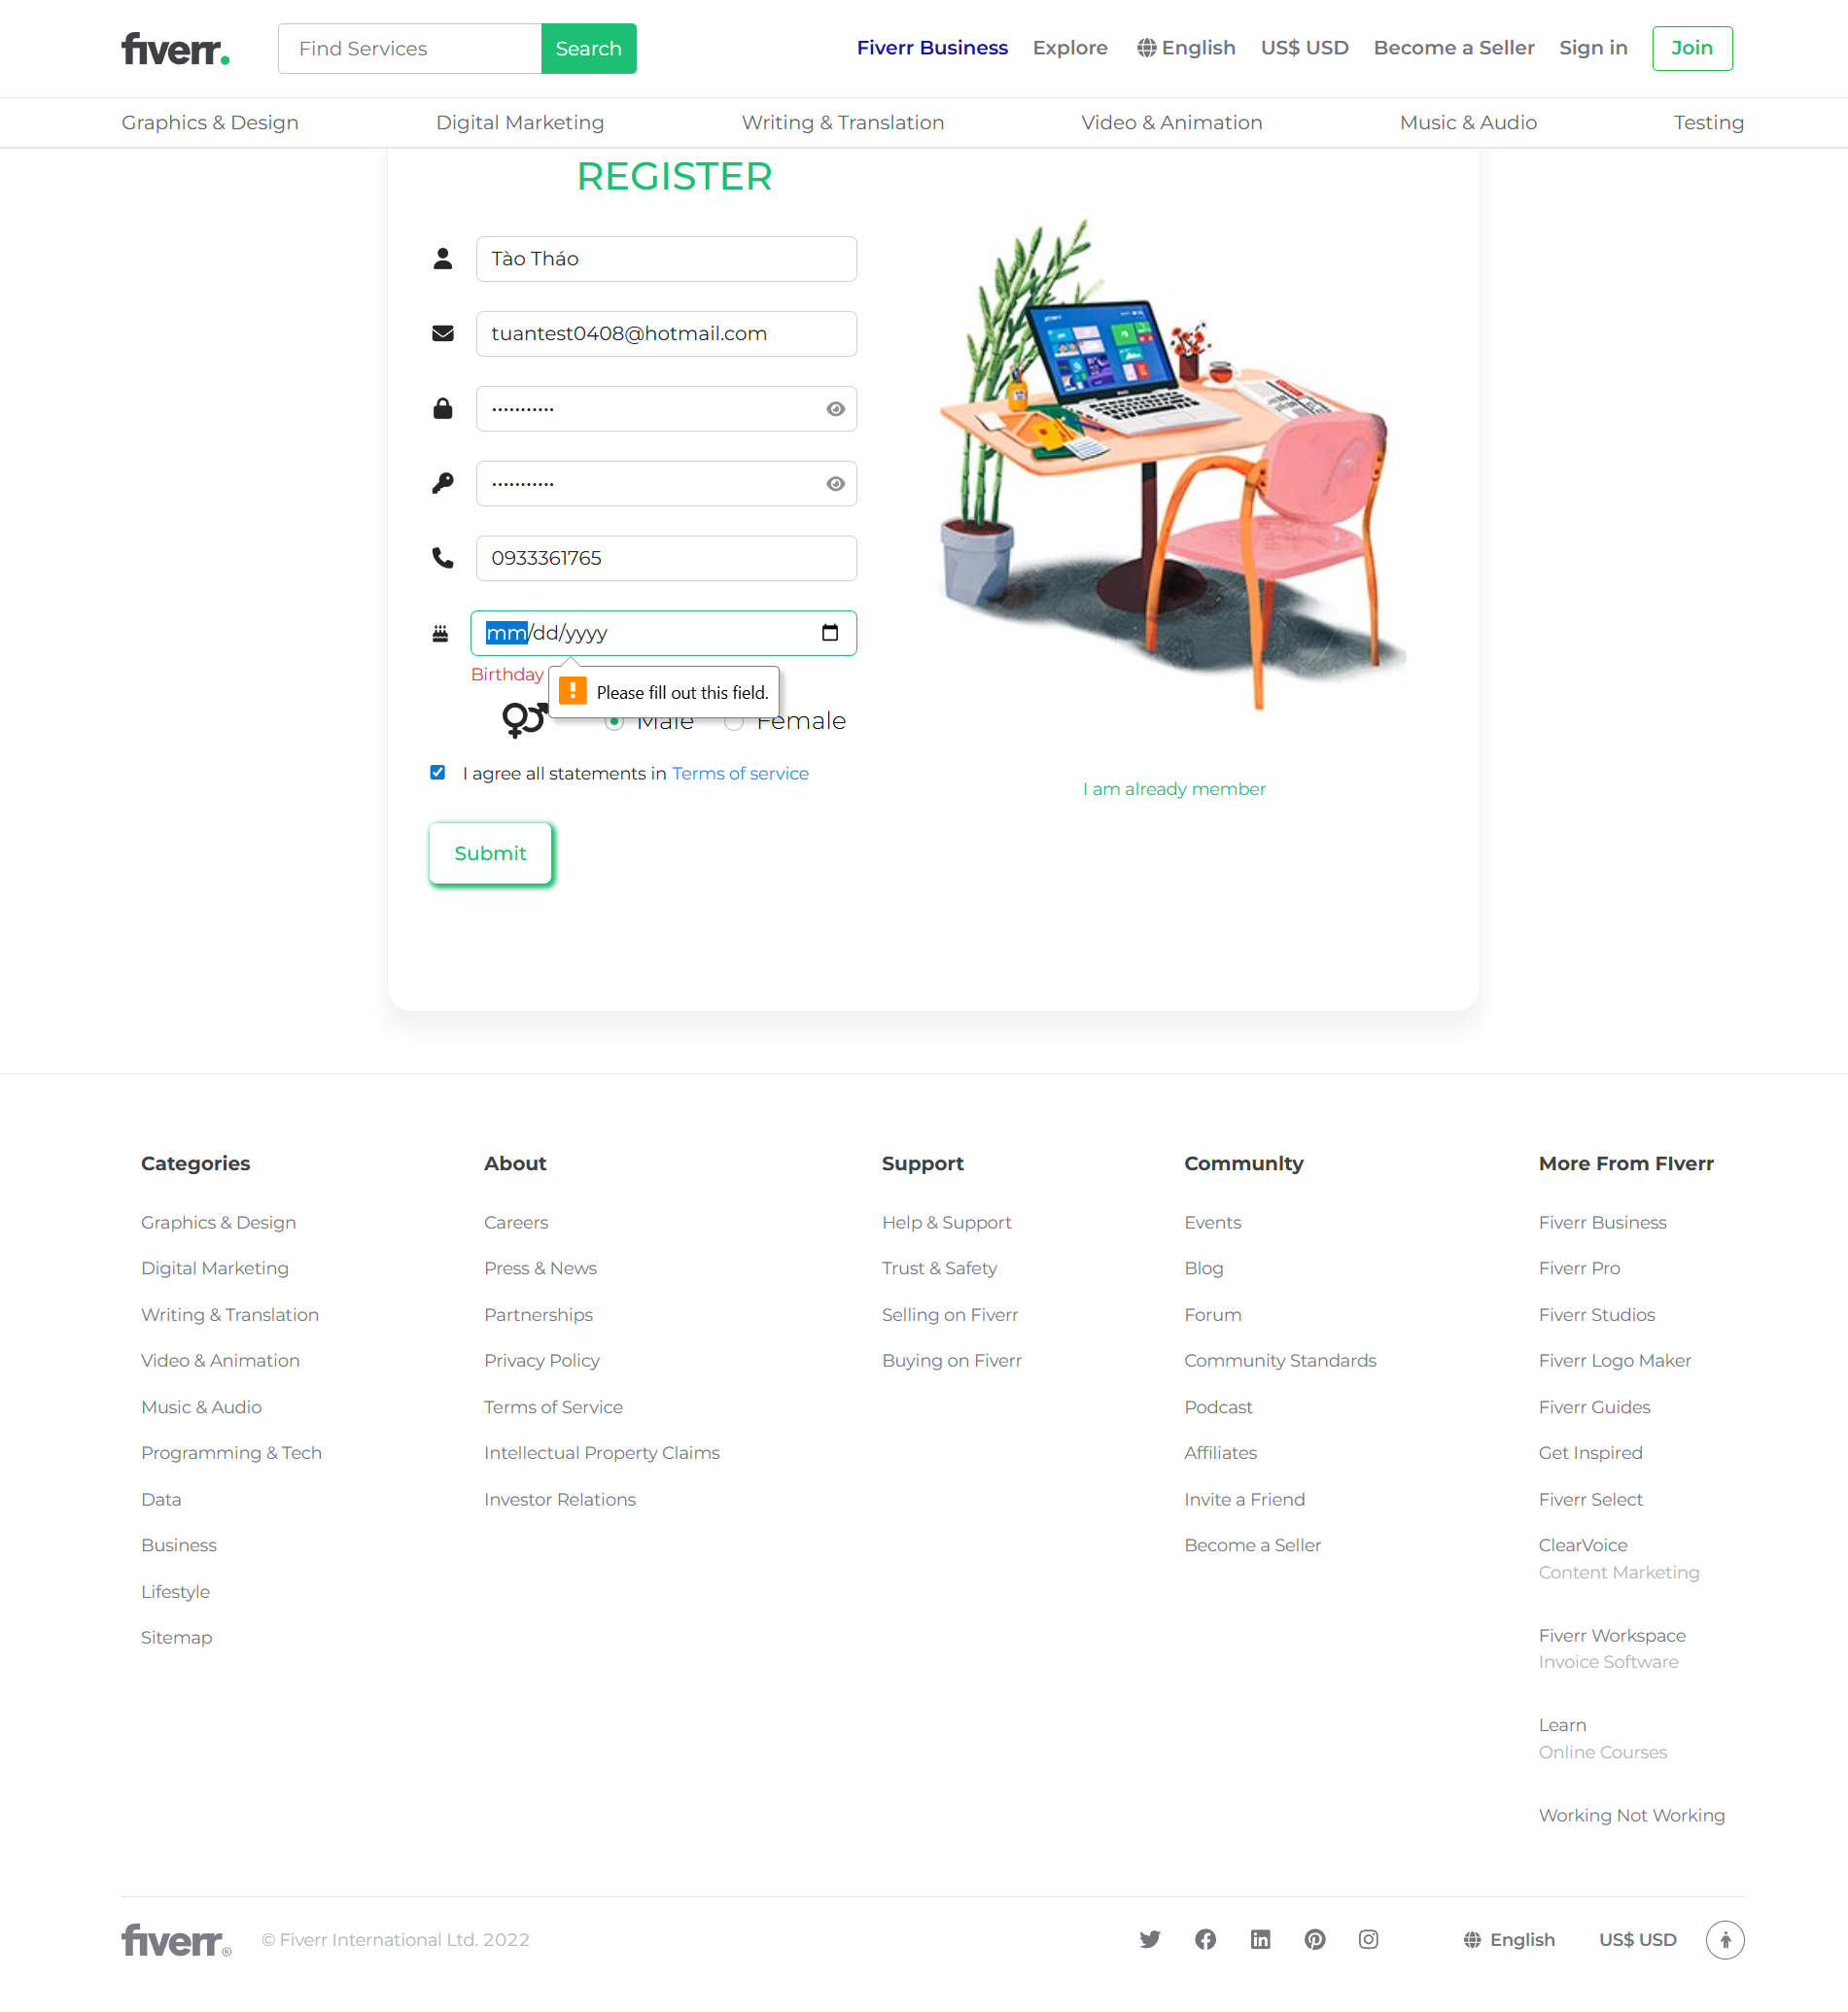 fiverr.
Find Services
Search
Fiverr Business
Explore
English
US$ USD
Become a Seller
Sign in
Join
Graphics & Design
Digital Marketing
Writing & Translation
Video & Animation
Music & Audio
Testing
REGISTER
Tào Tháo
tuantest0408@hotmail.com
•••••••••••
•••••••••••
0933361765
mm/dd/yyyy
Birthday
Please fill out this field.
Male
Female
I agree all statements in Terms of service
I am already member
Submit
Categories
Graphics & Design
Digital Marketing
Writing & Translation
Video & Animation
Music & Audio
Programming & Tech
Data
Business
Lifestyle
Sitemap
About
Careers
Press & News
Partnerships
Privacy Policy
Terms of Service
Intellectual Property Claims
Investor Relations
Support
Help & Support
Trust & Safety
Selling on Fiverr
Buying on Fiverr
CommunIty
Events
Blog
Forum
Community Standards
Podcast
Affiliates
Invite a Friend
Become a Seller
More From FIverr
Fiverr Business
Fiverr Pro
Fiverr Studios
Fiverr Logo Maker
Fiverr Guides
Get Inspired
Fiverr Select
ClearVoice
Content Marketing
Fiverr Workspace
Invoice Software
Learn
Online Courses
Working Not Working
fiverr®
© Fiverr International Ltd. 2022
English
US$ USD